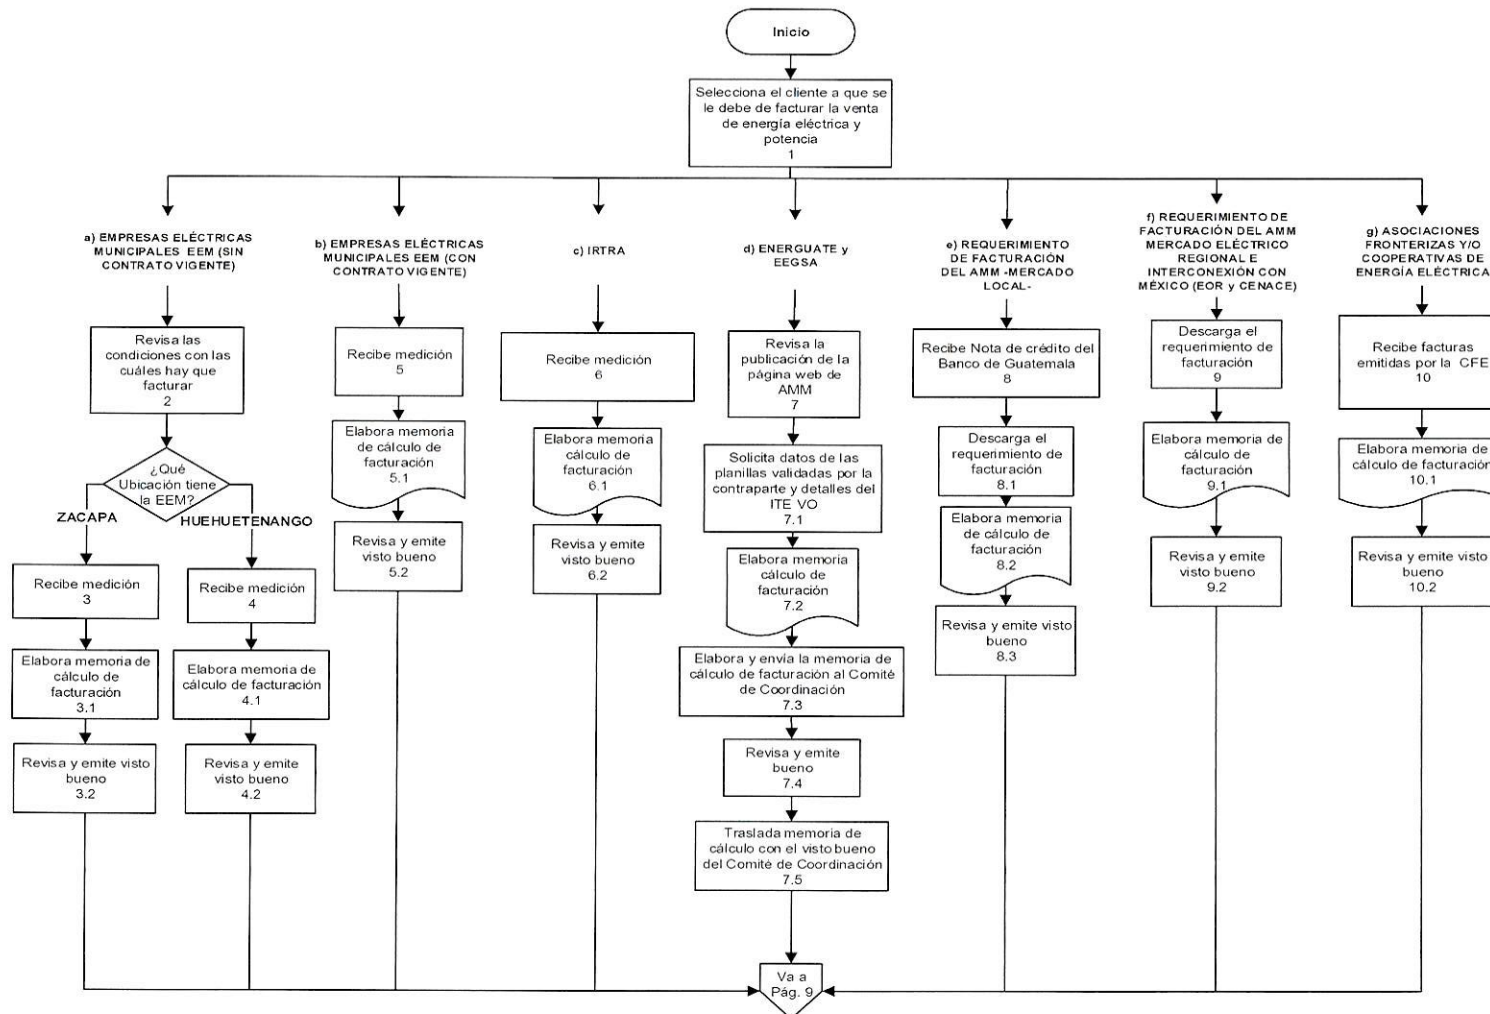 Inicio
Selecciona el cliente a que se
le debe de facturar la venta
de energía eléctrica y
potencia
1
a) EMPRESAS ELÉCTRICAS
MUNICIPALES EEM (SIN
CONTRATO VIGENTE)
b) EMPRESAS ELÉCTRICAS
MUNICIPALES EEM (CON
CONTRATO VIGENTE)
c) IRTRA
d) ENERGUATE y
EEGSA
e) REQUERIMIENTO
DE FACTURACIÓN
DEL AMM -MERCADO
LOCAL-
f) REQUERIMIENTO DE
FACTURACIÓN DEL AMM
MERCADO ELÉCTRICO
REGIONAL E
INTERCONEXIÓN CON
MÉXICO (EOR y CENACE)
g) ASOCIACIONES
FRONTERIZAS Y/O
COOPERATIVAS DE
ENERGÍA ELÉCTRICA
Revisa las
condiciones con las
cuáles hay que
facturar
2
¿Qué
Ubicación tiene
la EEM?
ZACAPA
HUEHUETENANGO
Recibe medición
3
Elabora memoria de
cálculo de
facturación
3.1
Revisa y emite visto
bueno
3.2
Recibe medición
4
Elabora memoria de
cálculo de facturación
4.1
Revisa y emite
visto bueno
4.2
Recibe medición
5
Elabora memoria
de cálculo de
facturación
5.1
Revisa y emite
visto bueno
5.2
Recibe medición
6
Elabora memoria
cálculo de
facturación
6.1
Revisa y emite
visto bueno
6.2
Revisa la
publicación de la
página web de
AMM
7
Solicita datos de las
planillas validadas por la
contraparte y detalles del
ITE VO
7.1
Elabora memoria
cálculo de
facturación
7.2
Elabora y envía la memoria de
cálculo de facturación al Comité
de Coordinación
7.3
Revisa y emite
bueno
7.4
Traslada memoria de
cálculo con el visto bueno
del Comité de Coordinación
7.5
Recibe Nota de crédito del
Banco de Guatemala
8
Descarga el
requerimiento de
facturación
8.1
Elabora memoria
de cálculo de
facturación
8.2
Revisa y emite visto
bueno
8.3
Descarga el
requerimiento de
facturación
9
Elabora memoria de
cálculo de
facturación
9.1
Revisa y emite
visto bueno
9.2
Recibe facturas
emitidas por la CFE
10
Elabora memoria de
cálculo de facturación
10.1
Revisa y emite visto
bueno
10.2
Va a
Pág. 9